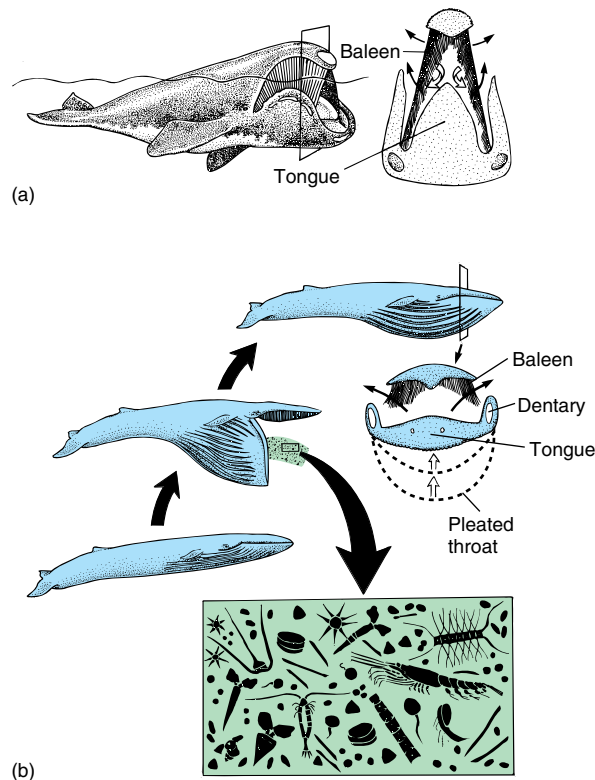 Baleen
Tongue
(a)
Baleen
Dentary
Tongue
Pleated
throat
(b)